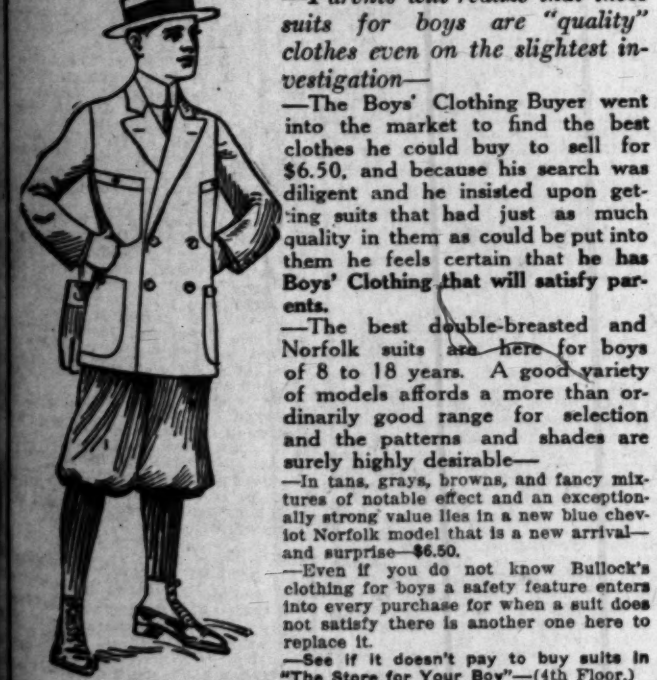 suits for boys are "quality"
clothes even on the slightest in-
vestigation—
—The Boys' Clothing Buyer went
into the market to find the best
clothes he could buy to sell for
$6.50, and because his search was
diligent and he insisted upon get-
ting suits that had just as much
quality in them as could be put into
them he feels certain that he has
Boys' Clothing that will satisfy par-
ents.
—The best double-breasted and
Norfolk suits are here for boys
of 8 to 18 years. A good variety
of models affords a more than or-
dinarily good range for selection
and the patterns and shades are
surely highly desirable—
—In tans, grays, browns, and fancy mix-
tures of notable effect and an exception-
ally strong value lies in a new blue chev-
iot Norfolk model that is a new arrival—
and surprise—$6.50.
—Even if you do not know Bullock's
clothing for boys a safety feature enters
into every purchase for when a suit does
not satisfy there is another one here to
replace it.
—See if it doesn't pay to buy suits in
"The Store for Your Boy"—(4th Floor.)